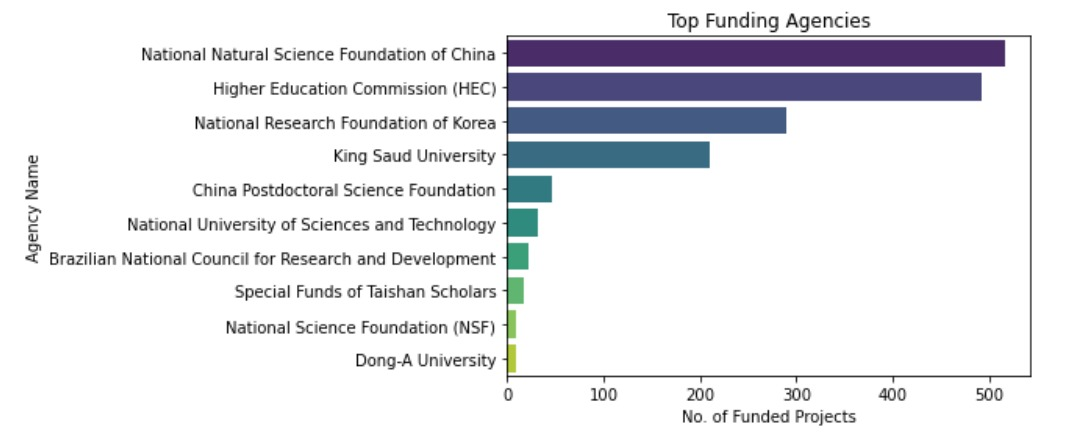 Top Funding Agencies
Agency Name
National Natural Science Foundation of China
Higher Education Commission (HEC)
National Research Foundation of Korea
King Saud University
China Postdoctoral Science Foundation
National University of Sciences and Technology
Brazilian National Council for Research and Development
Special Funds of Taishan Scholars
National Science Foundation (NSF)
Dong-A University
0 100 200 300 400 500
No. of Funded Projects